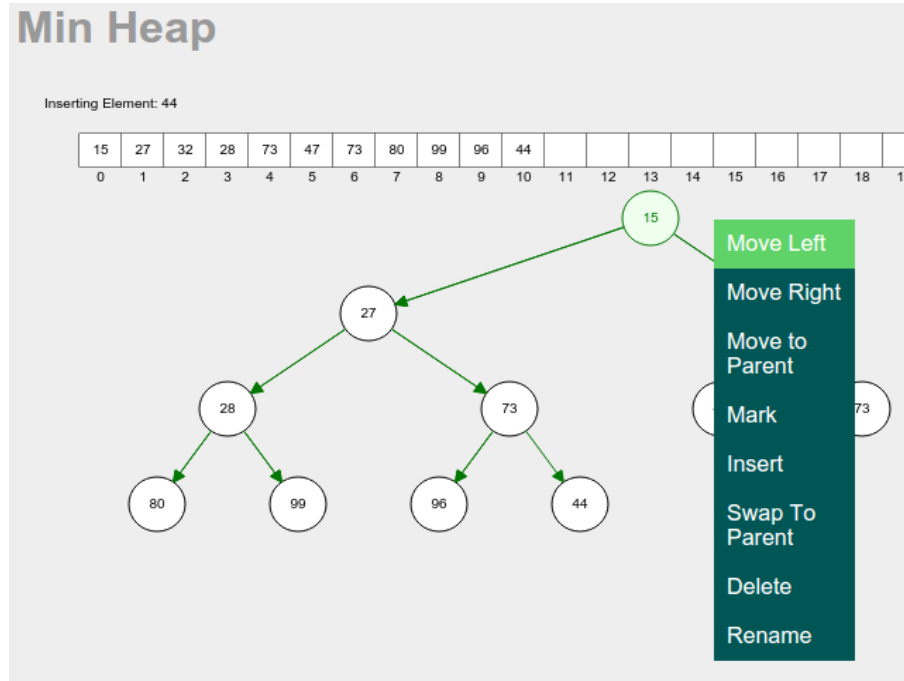 Min Heap
Inserting Element: 44
15 27 32 28 73 47 73 80 99 96 44
0 1 2 3 4 5 6 7 8 9 10 11 12 13 14 15 16 17 18
15
Move Left
Move Right
27
Move to
Parent
28 73 Mark 73
Insert
80 99 96 44
Swap To
Parent
Delete
Rename